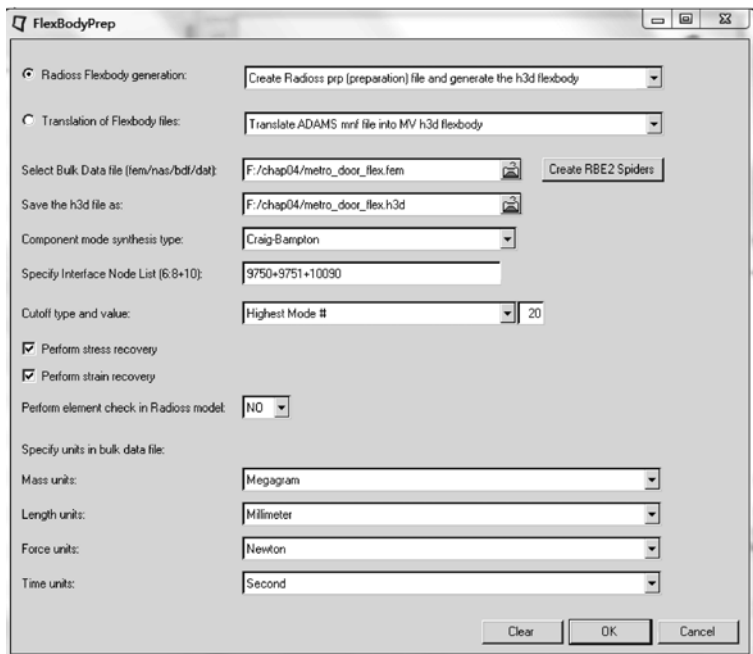 FlexBodyPrep
Radioss Flexbody generation: Create Radioss prp (preparation) file and generate the h3d flexbody
Translation of Flexbody files: Translate ADAMS mnf file into MV h3d flexbody
Select Bulk Data file (fem/nas/bdf/dat): F:/chap04/metro_door_flex.fem Create RBE2 Spiders
Save the h3d file as: F:/chap04/metro_door_flex.h3d
Component mode synthesis type: Craig-Bampton
Specify Interface Node List (6:8+10): 9750+9751+10090
Cutoff type and value: Highest Mode # 20
Perform stress recovery
Perform strain recovery
Perform element check in Radioss model: NO
Specify units in bulk data file:
Mass units: Megagram
Length units: Millimeter
Force units: Newton
Time units: Second
Clear OK Cancel